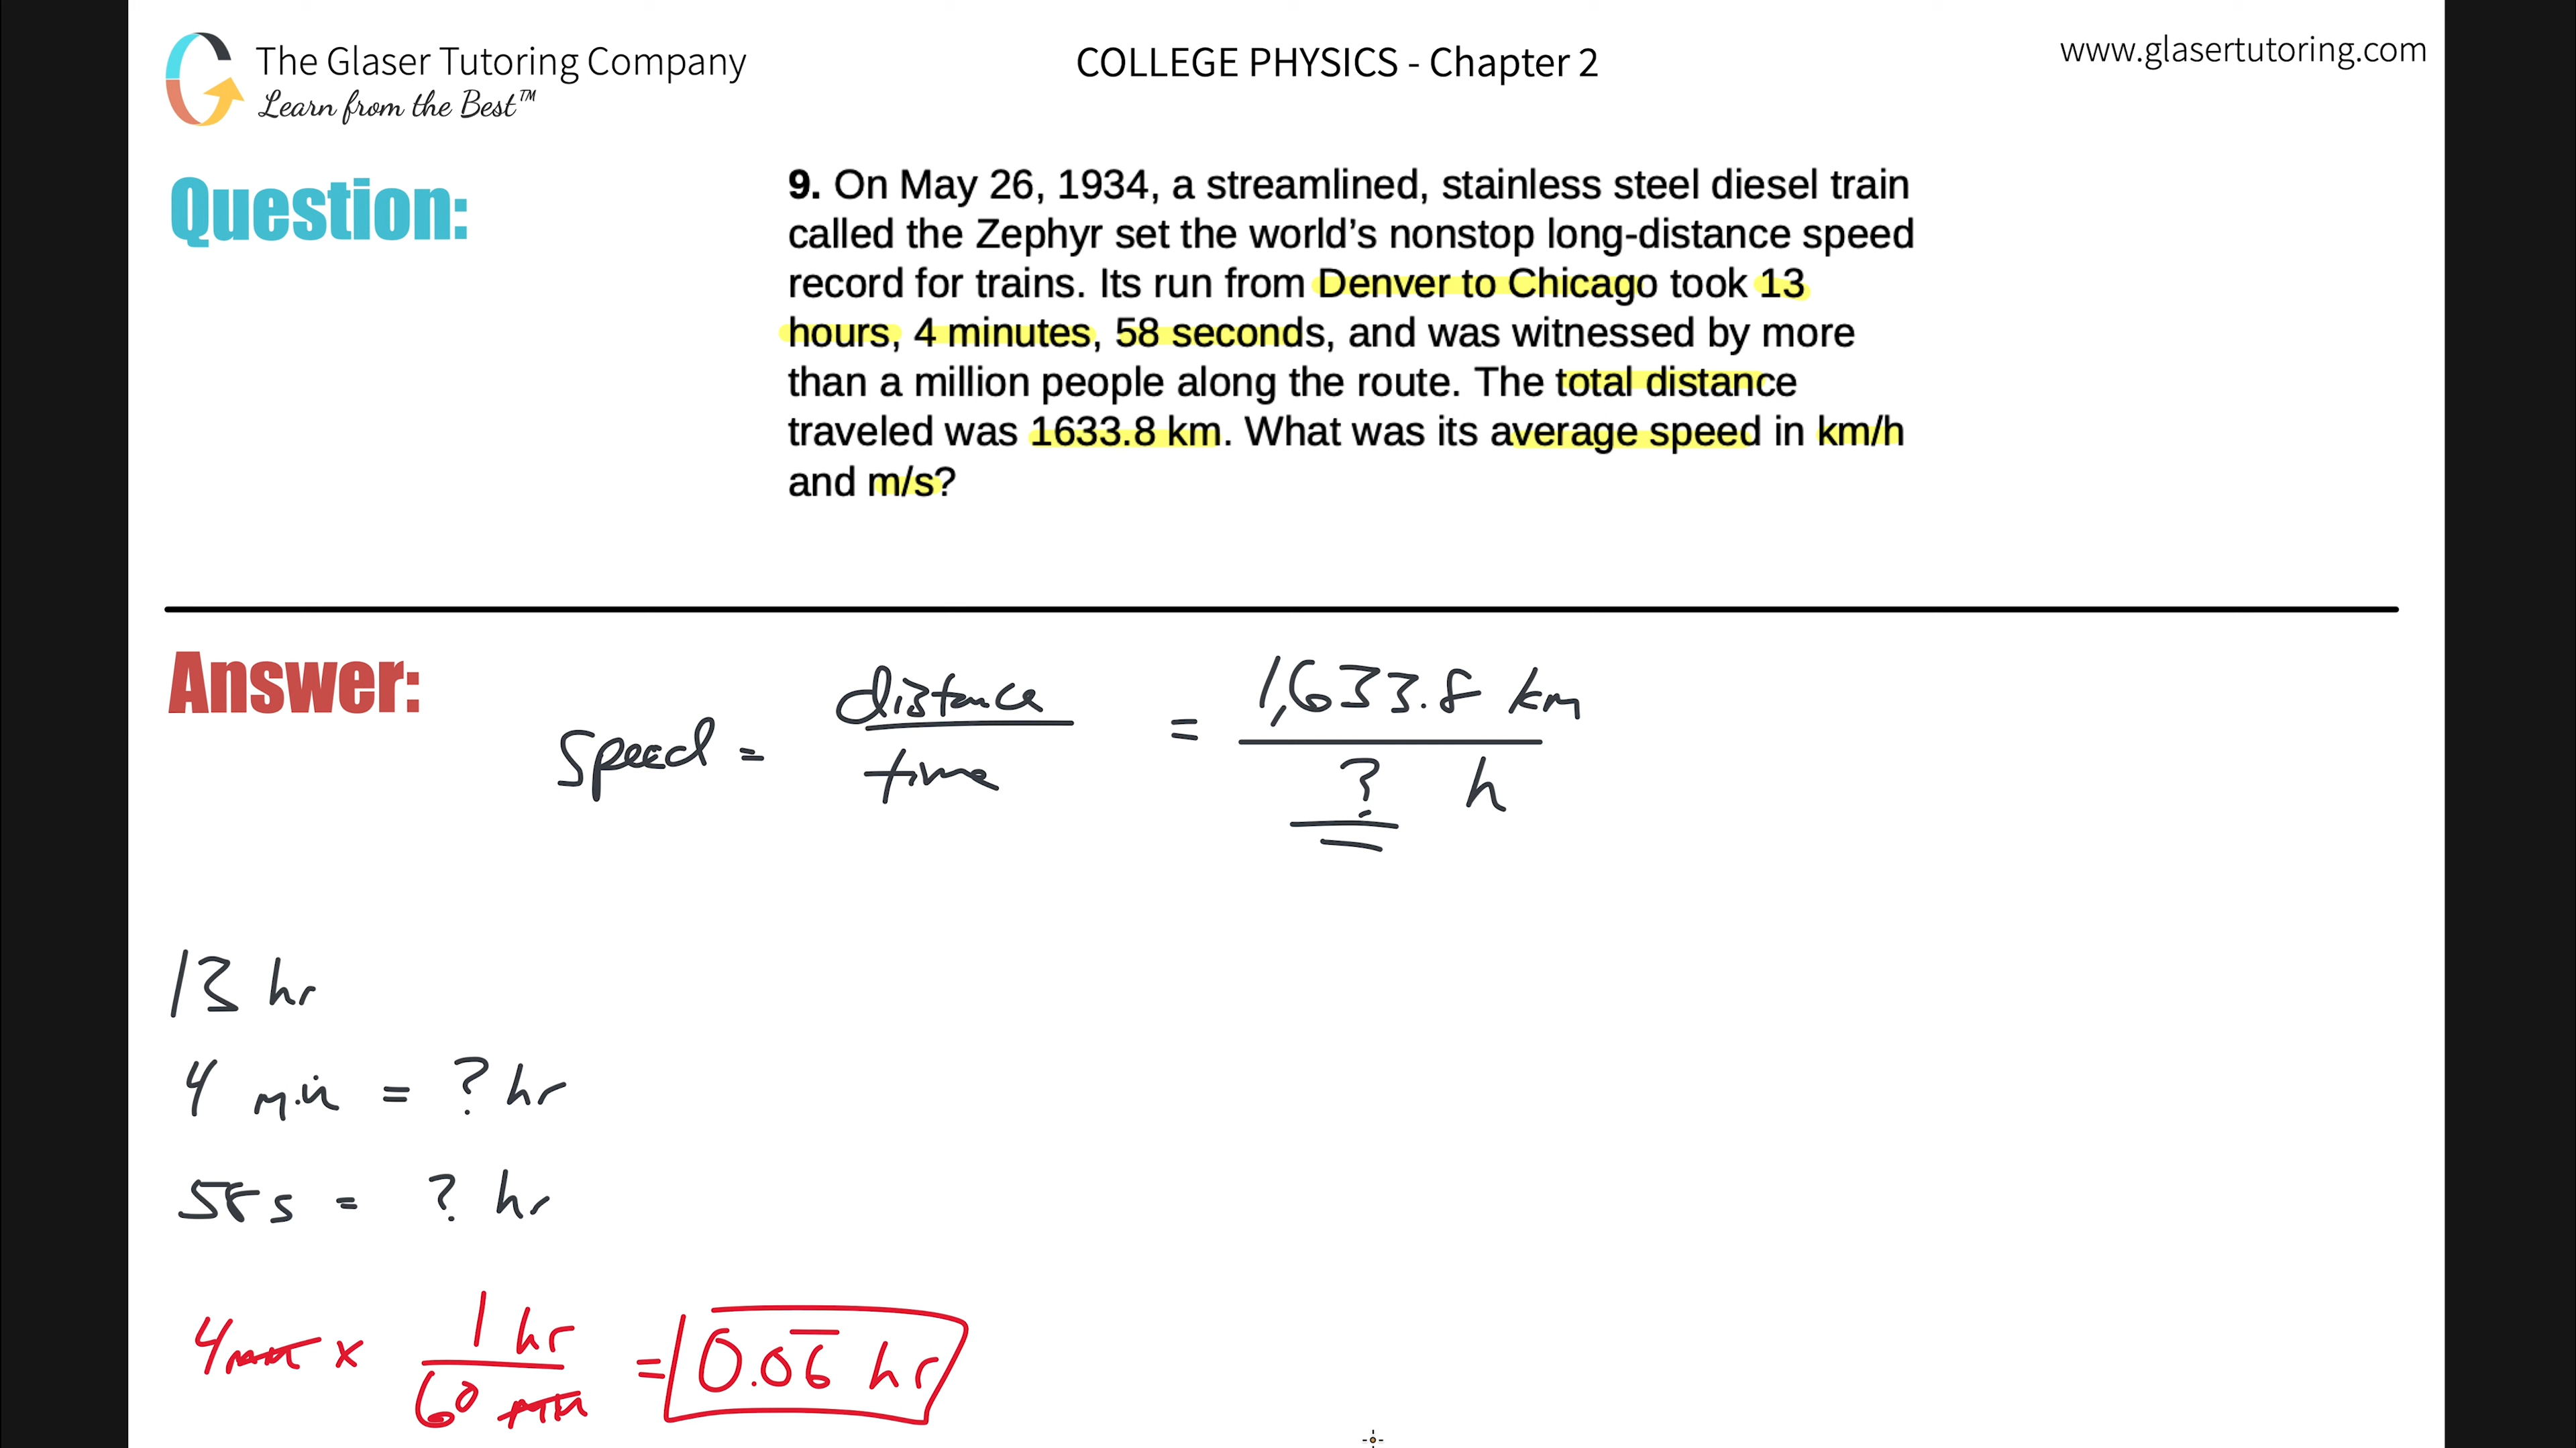 The Glaser Tutoring Company
Learn from the Best™
COLLEGE PHYSICS - Chapter 2
www.glasertutoring.com
Question:
9. On May 26, 1934, a streamlined, stainless steel diesel train
called the Zephyr set the world’s nonstop long-distance speed
record for trains. Its run from Denver to Chicago took 13
hours, 4 minutes, 58 seconds, and was witnessed by more
than a million people along the route. The total distance
traveled was 1633.8 km. What was its average speed in km/h
and m/s?
Answer:
speed = distance / time = 1,633.8 km / ? h
13 hr
4 min = ? hr
58 s = ? hr
4 min x 1 hr / 60 min = 0.06̅ hr